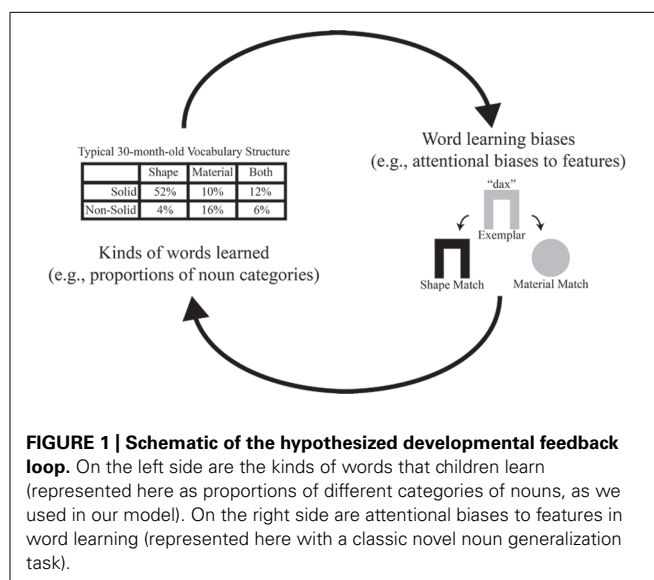 Typical 30-month-old Vocabulary Structure
Shape Material Both
Solid 52% 10% 12%
Non-Solid 4% 16% 6%
Kinds of words learned
(e.g., proportions of noun categories)
Word learning biases
(e.g., attentional biases to features)
"dax"
Exemplar
Shape Match
Material Match
FIGURE 1 | Schematic of the hypothesized developmental feedback
loop. On the left side are the kinds of words that children learn
(represented here as proportions of different categories of nouns, as we
used in our model). On the right side are attentional biases to features in
word learning (represented here with a classic novel noun generalization
task).